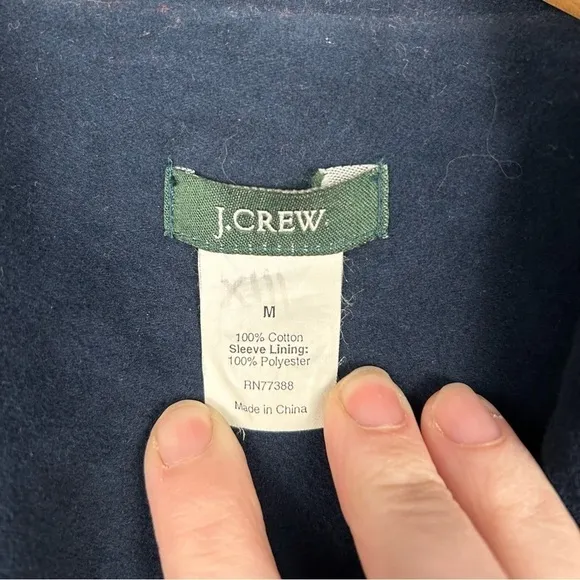 J.CREW
M
100% Cotton
Sleeve Lining:
100% Polyester
RN77388
Made in China